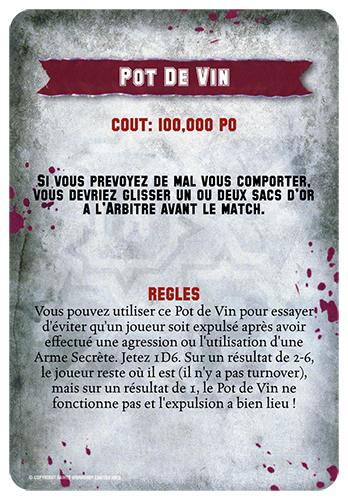 POT DE VIN
COUT: 100,000 PO
SI VOUS PREVOYEZ DE MAL VOUS COMPORTER,
VOUS DEVRIEZ GLISSER UN OU DEUX SACS D'OR
A L'ARBITRE AVANT LE MATCH.
REGLES
Vous pouvez utiliser ce Pot de Vin pour essayer
d'éviter qu'un joueur soit expulsé après avoir
effectué une agression ou l'utilisation d'une
Arme Secrète. Jetez 1D6. Sur un résultat de 2-6,
le joueur reste où il est (il n'y a pas turnover),
mais sur un résultat de 1, le Pot de Vin ne
fonctionne pas et l'expulsion a bien lieu !
© COPYRIGHT GAMES WORKSHOP LIMITED